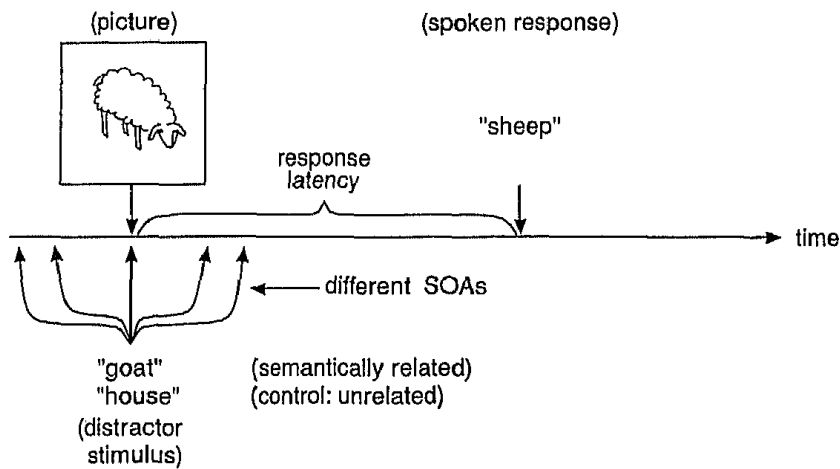 (picture)
(spoken response)
"sheep"
response
latency
time
different SOAs
"goat" (semantically related)
"house" (control: unrelated)
(distractor
stimulus)